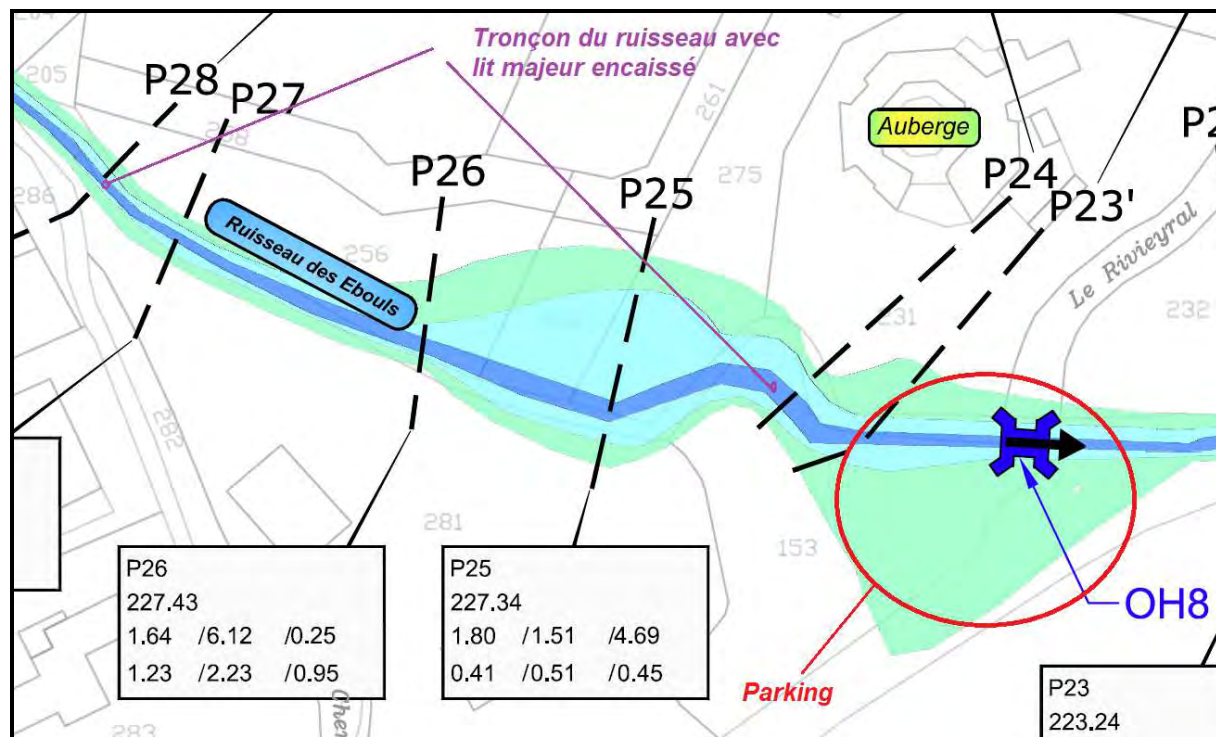 204
205
P28
P27
268
286
Tronçon du ruisseau avec
lit majeur encaissé
261
Auberge
P26
P25
275
P24
P23'
Ruisseau des Ebouls
256
Le Rivieyral
231
232
282
281
153
OH8
P26
227.43
1.64 /6.12 /0.25
1.23 /2.23 /0.95
P25
227.34
1.80 /1.51 /4.69
0.41 /0.51 /0.45
Parking
P23
223.24
283